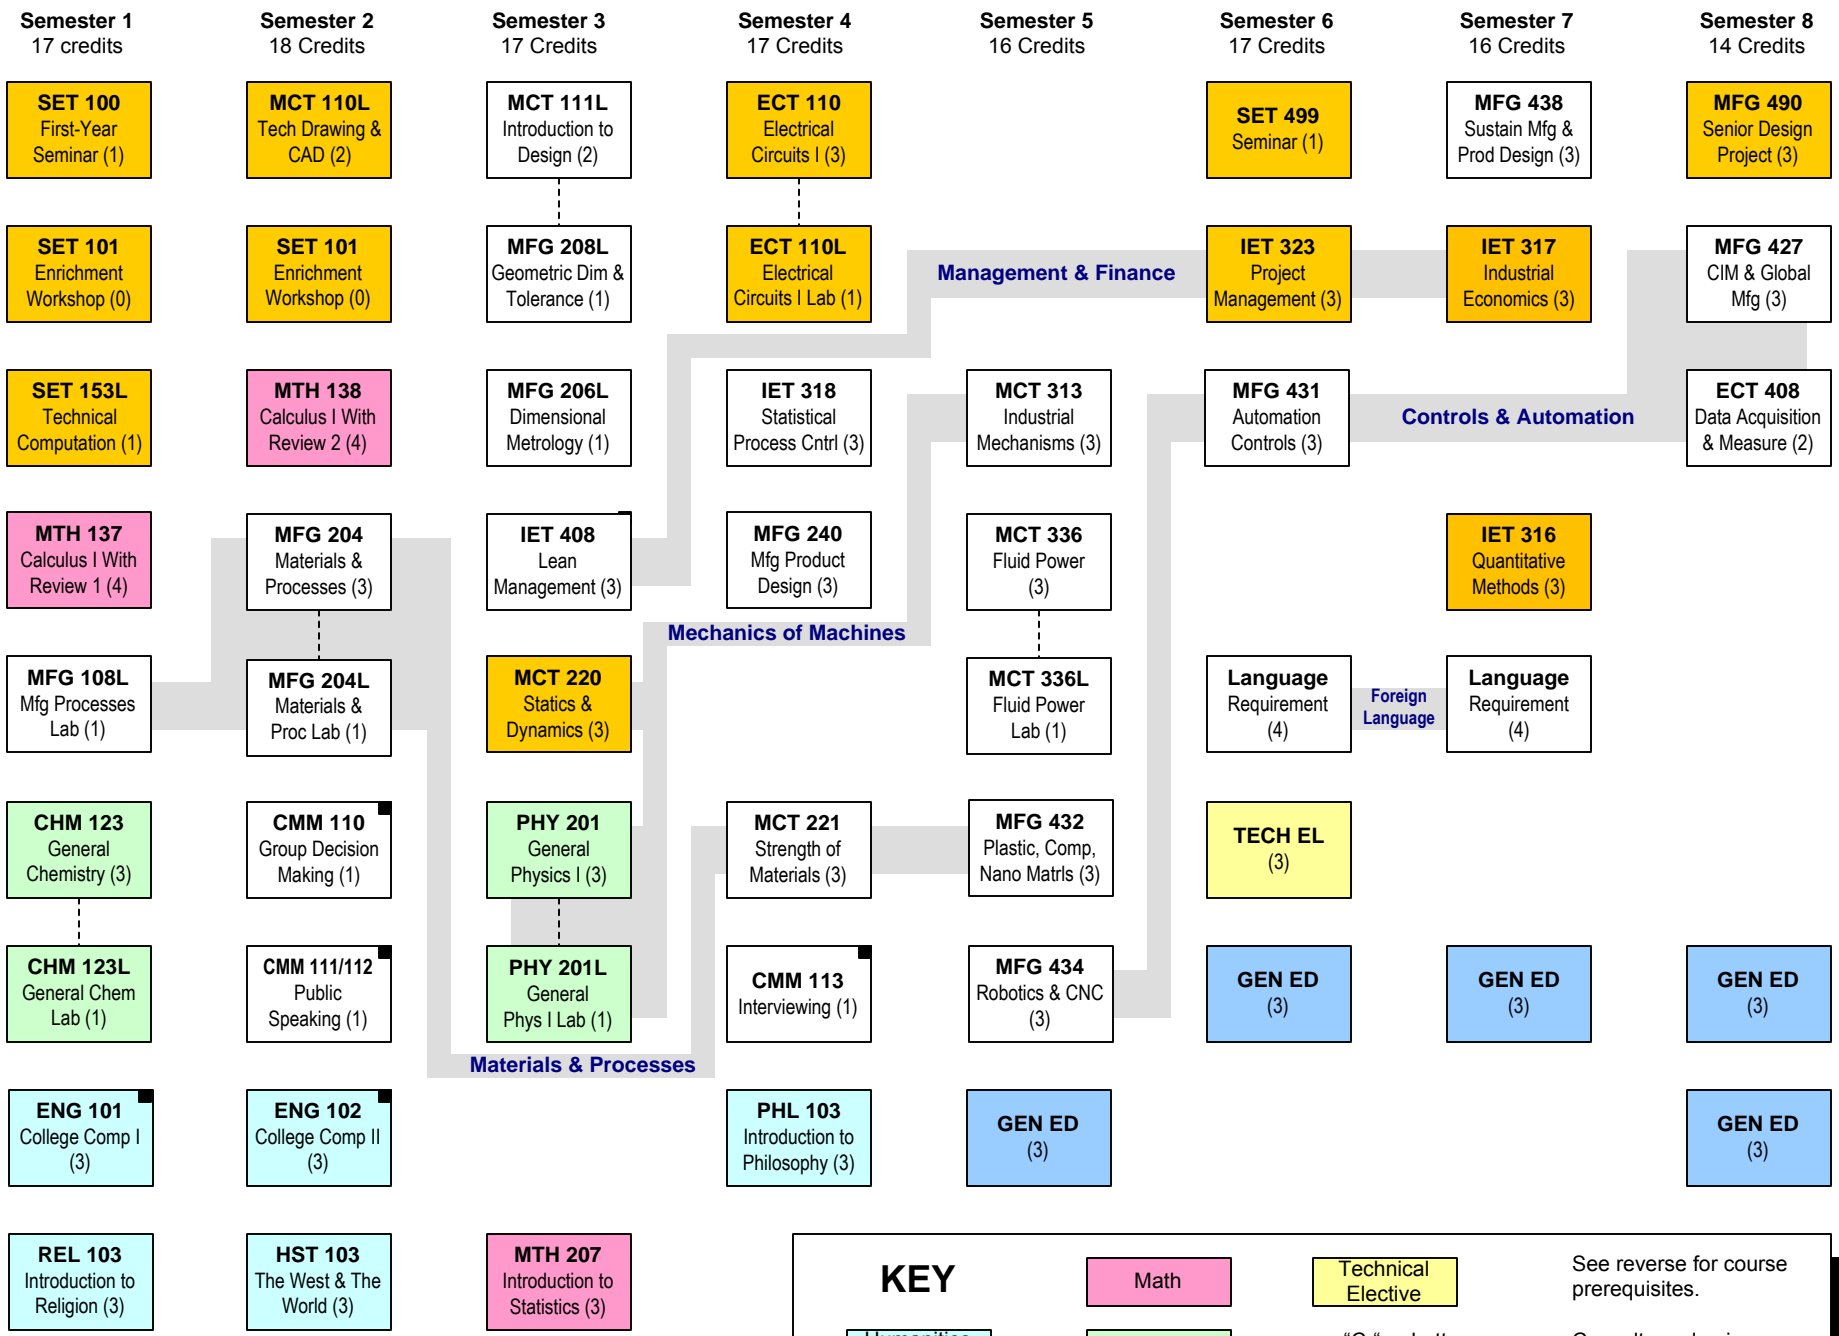 Semester 1
17 credits
Semester 2
18 Credits
Semester 3
17 Credits
Semester 4
17 Credits
Semester 5
16 Credits
Semester 6
17 Credits
Semester 7
16 Credits
Semester 8
14 Credits
SET 100
First-Year
Seminar (1)
MCT 110L
Tech Drawing &
CAD (2)
MCT 111L
Introduction to
Design (2)
ECT 110
Electrical
Circuits I (3)
SET 499
Seminar (1)
MFG 438
Sustain Mfg &
Prod Design (3)
MFG 490
Senior Design
Project (3)
SET 101
Enrichment
Workshop (0)
SET 101
Enrichment
Workshop (0)
MFG 208L
Geometric Dim &
Tolerance (1)
ECT 110L
Electrical
Circuits I Lab (1)
Management & Finance
IET 323
Project
Management (3)
IET 317
Industrial
Economics (3)
MFG 427
CIM & Global
Mfg (3)
SET 153L
Technical
Computation (1)
MTH 138
Calculus I With
Review 2 (4)
MFG 206L
Dimensional
Metrology (1)
IET 318
Statistical
Process Cntrl (3)
MCT 313
Industrial
Mechanisms (3)
MFG 431
Automation
Controls (3)
Controls & Automation
ECT 408
Data Acquisition
& Measure (2)
MTH 137
Calculus I With
Review 1 (4)
MFG 204
Materials &
Processes (3)
IET 408
Lean
Management (3)
MFG 240
Mfg Product
Design (3)
MCT 336
Fluid Power
(3)
IET 316
Quantitative
Methods (3)
Mechanics of Machines
MFG 108L
Mfg Processes
Lab (1)
MFG 204L
Materials &
Proc Lab (1)
MCT 220
Statics &
Dynamics (3)
MCT 336L
Fluid Power
Lab (1)
Language
Requirement
(4)
Foreign
Language
Language
Requirement
(4)
CHM 123
General
Chemistry (3)
CMM 110
Group Decision
Making (1)
PHY 201
General
Physics I (3)
MCT 221
Strength of
Materials (3)
MFG 432
Plastic, Comp,
Nano Matrls (3)
TECH EL
(3)
CHM 123L
General Chem
Lab (1)
CMM 111/112
Public
Speaking (1)
PHY 201L
General
Phys I Lab (1)
CMM 113
Interviewing (1)
MFG 434
Robotics & CNC
(3)
GEN ED
(3)
GEN ED
(3)
GEN ED
(3)
Materials & Processes
ENG 101
College Comp I
(3)
ENG 102
College Comp II
(3)
PHL 103
Introduction to
Philosophy (3)
GEN ED
(3)
GEN ED
(3)
REL 103
Introduction to
Religion (3)
HST 103
The West & The
World (3)
MTH 207
Introduction to
Statistics (3)
KEY
Math
Technical
Elective
See reverse for course
prerequisites.